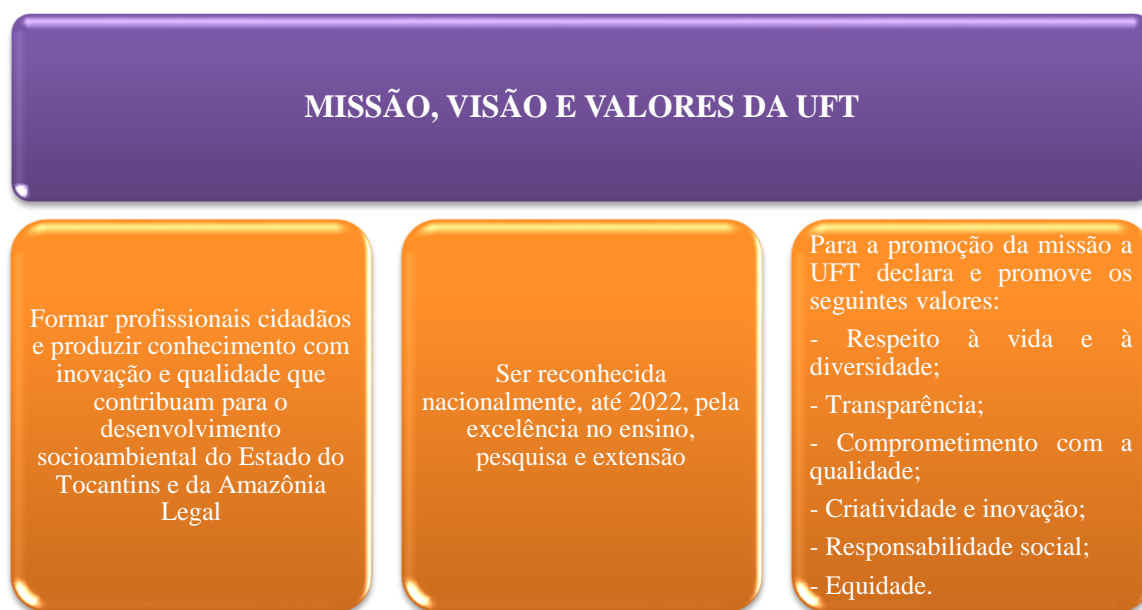 MISSÃO, VISÃO E VALORES DA UFT
Formar profissionais cidadãos
e produzir conhecimento com
inovação e qualidade que
contribuam para o
desenvolvimento
socioambiental do Estado do
Tocantins e da Amazônia
Legal
Ser reconhecida
nacionalmente, até 2022, pela
excelência no ensino,
pesquisa e extensão
Para a promoção da missão a
UFT declara e promove os
seguintes valores:
- Respeito à vida e à
diversidade;
- Transparência;
- Comprometimento com a
qualidade;
- Criatividade e inovação;
- Responsabilidade social;
- Equidade.